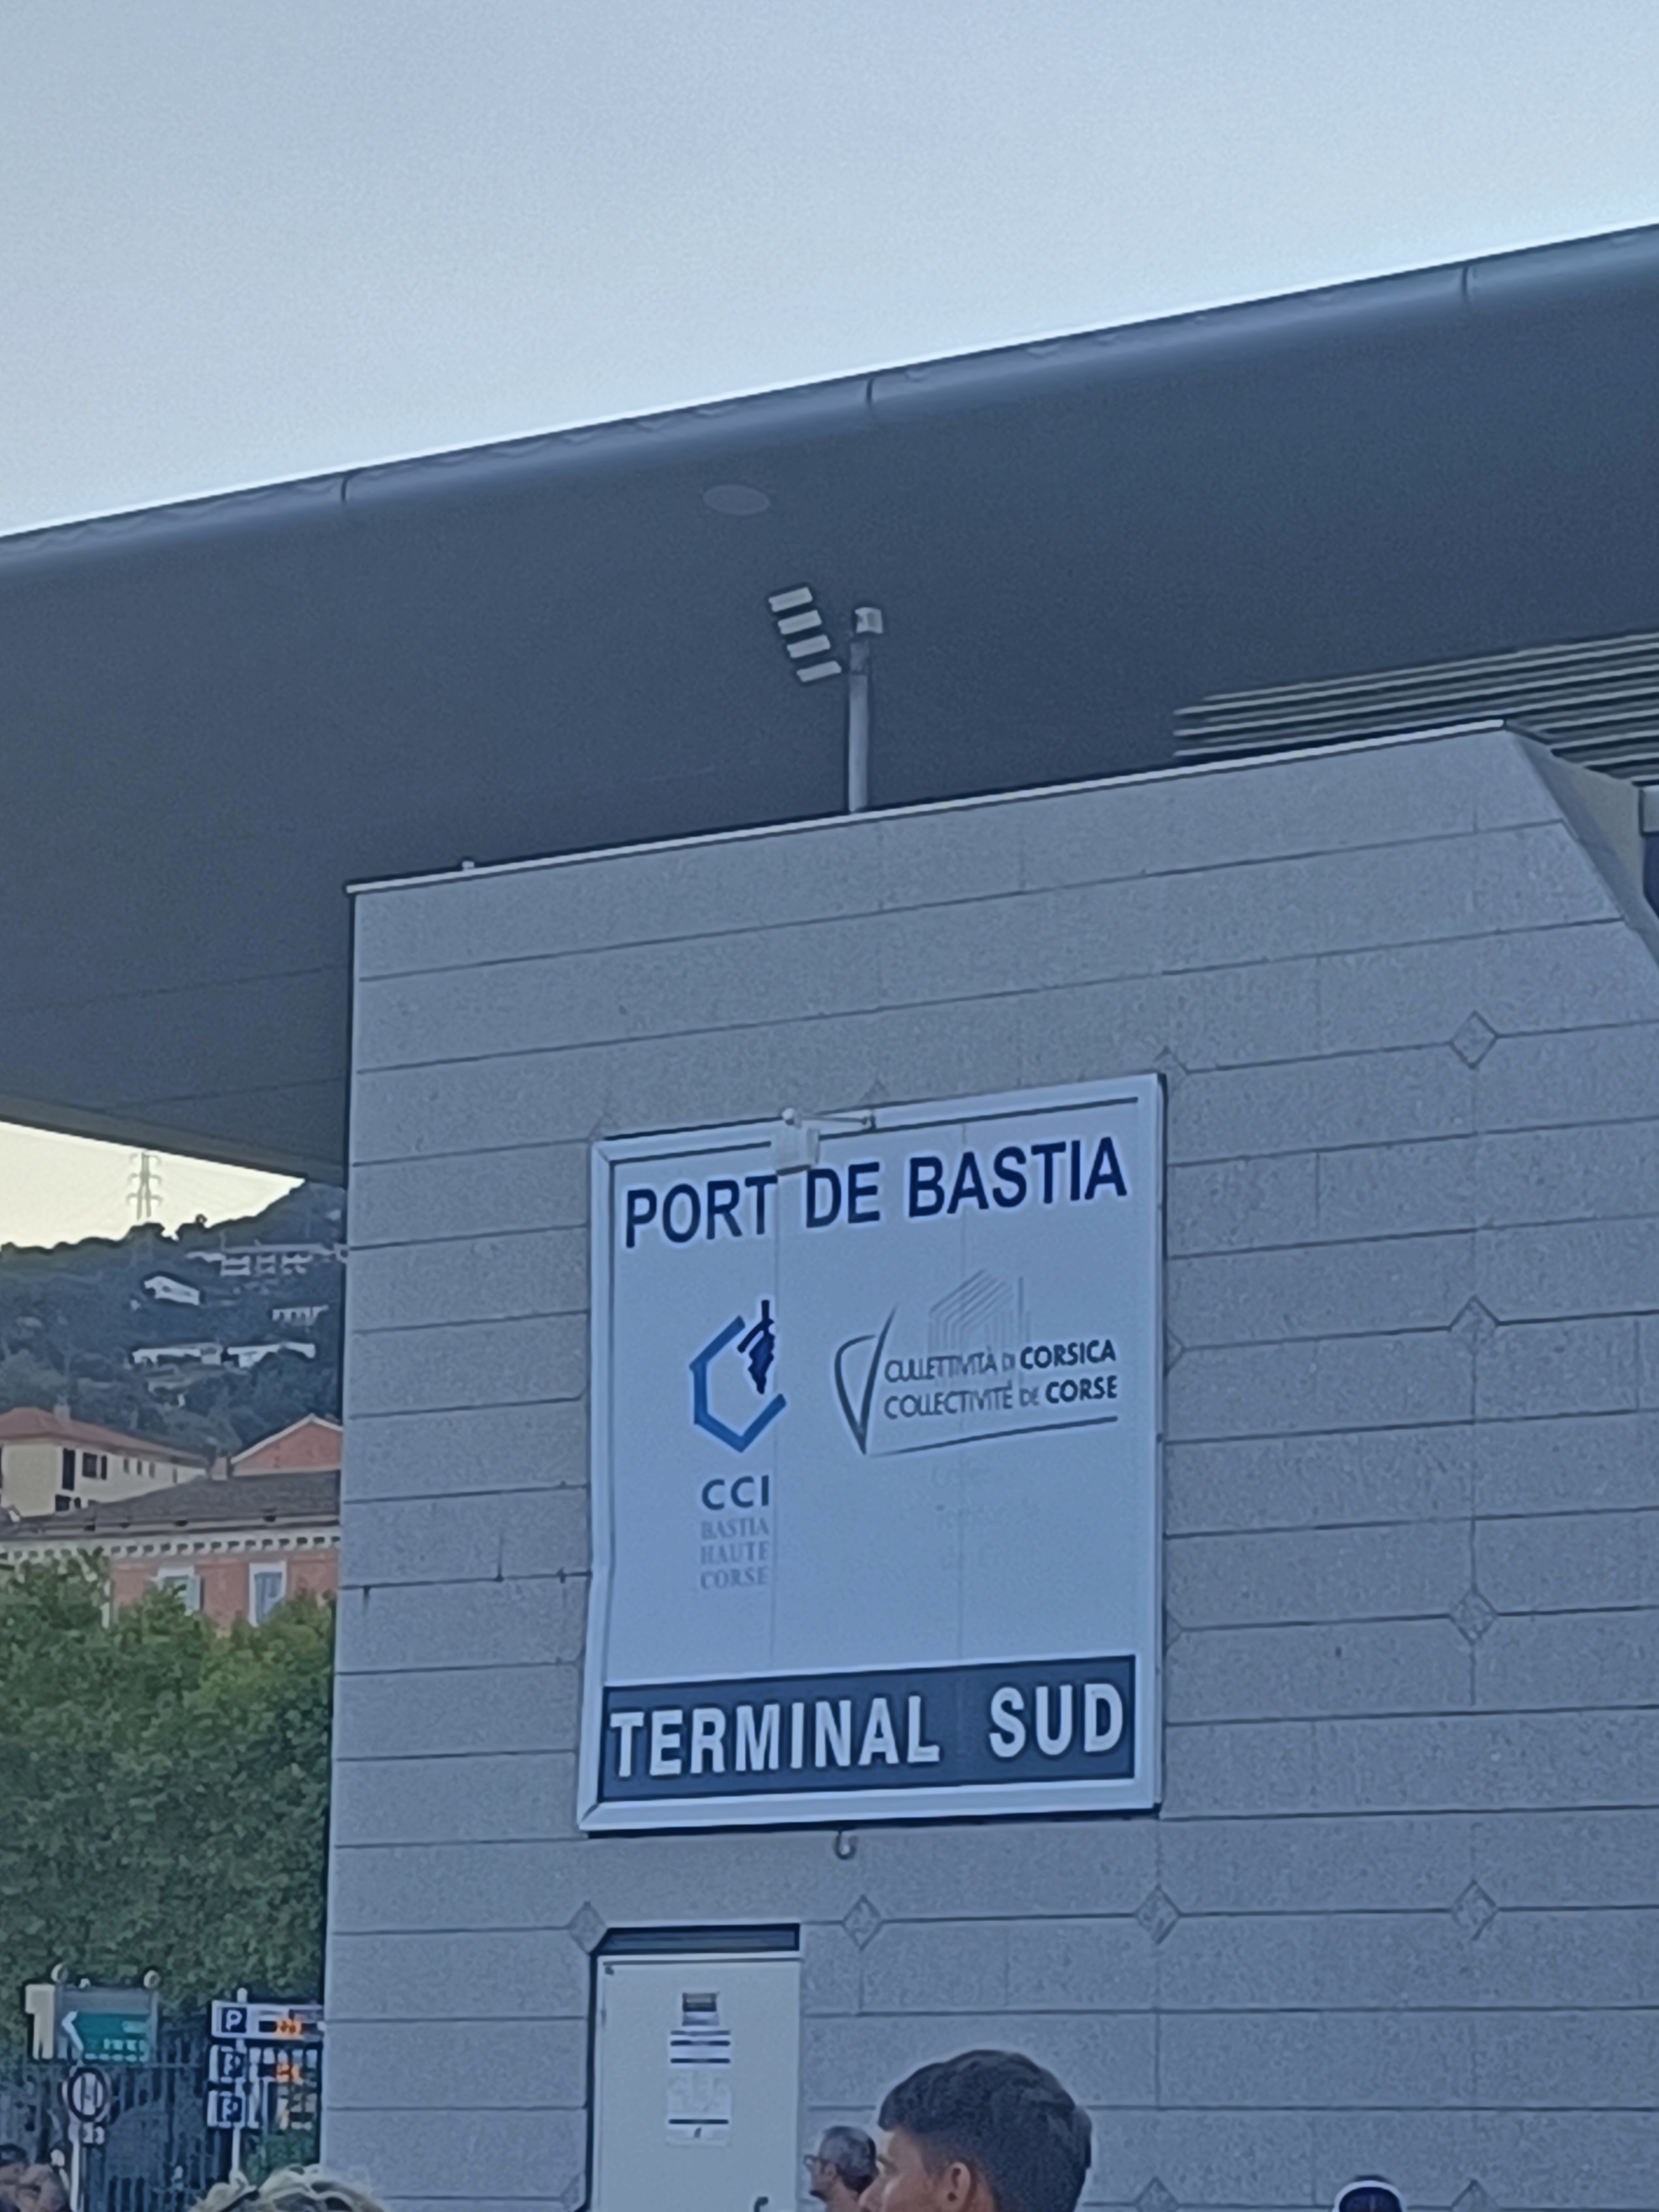 PORT DE BASTIA
CULLETTIVITÀ DI CORSICA
COLLECTIVITÉ DE CORSE
CCI
BASTIA
HAUTE
CORSE
TERMINAL SUD
P
P
P